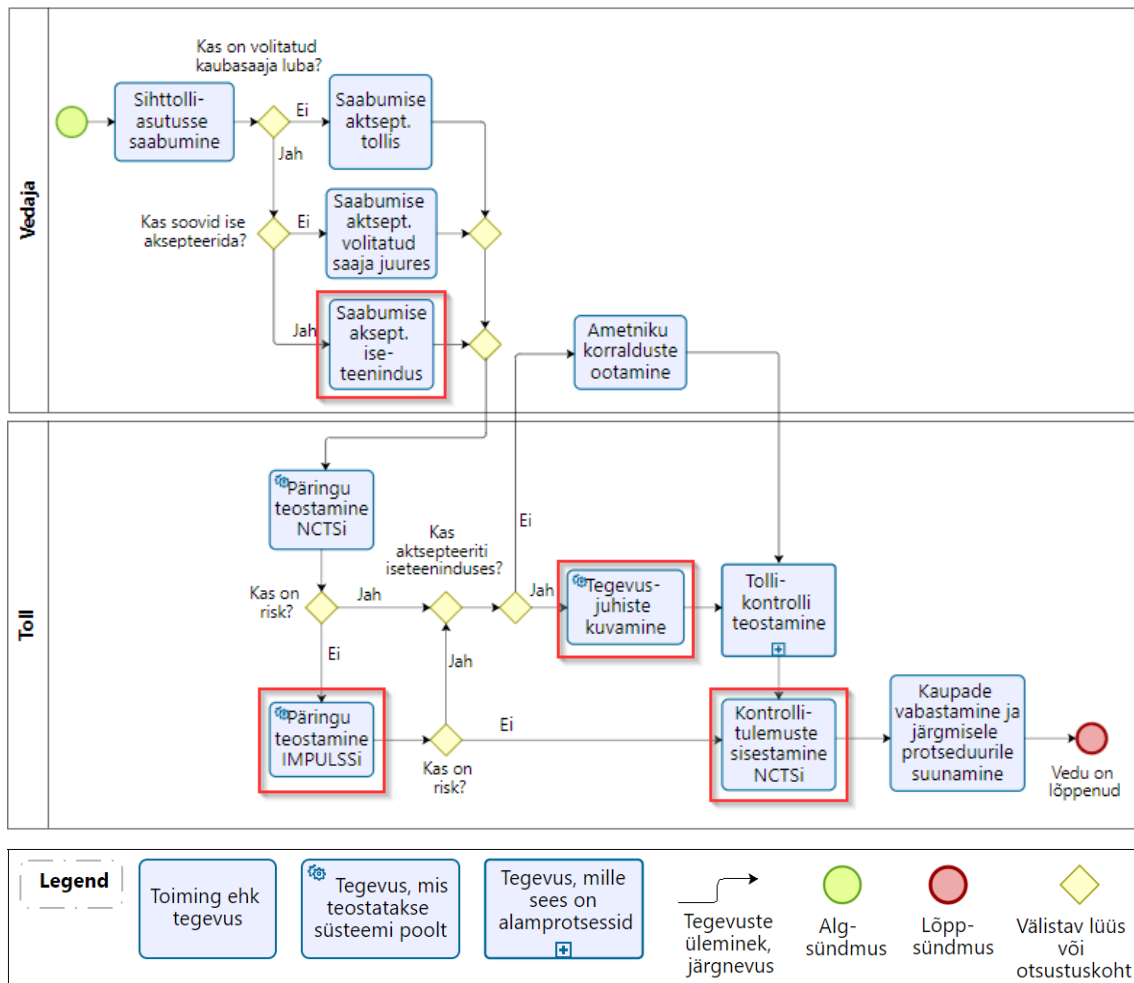 Vedaja
Kas on volitatud
kaubasaaja luba?
Sihttolli-
asutusse
saabumine
Ei
Jah
Saabumise
aktsept.
tollis
Kas soovid ise
aksepteerida?
Ei
Jah
Saabumise
aktsept.
volitatud
saaja juures
Saabumise
aksept.
ise-
teenindus
Ametniku
korralduste
ootamine
Toll
Päringu
teostamine
NCTSi
Kas on
risk?
Jah
Ei
Kas
aktsepteeriti
iseteeninduses?
Ei
Jah
Tegevus-
juhiste
kuvamine
Tolli-
kontrolli
teostamine
Päringu
teostamine
IMPULSSi
Jah
Ei
Kas on
risk?
Kontrolli-
tulemuste
sisestamine
NCTSi
Kaupade
vabastamine ja
järgmisele
protseduurile
suunamine
Vedu on
lõppenud
Legend
Toiming ehk
tegevus
Tegevus, mis
teostatakse
süsteemi poolt
Tegevus, mille
sees on
alamprotsessid
Tegevuste
üleminek,
järgnevus
Alg-
sündmus
Lõpp-
sündmus
Välistav lüüs
või
otsustuskoht